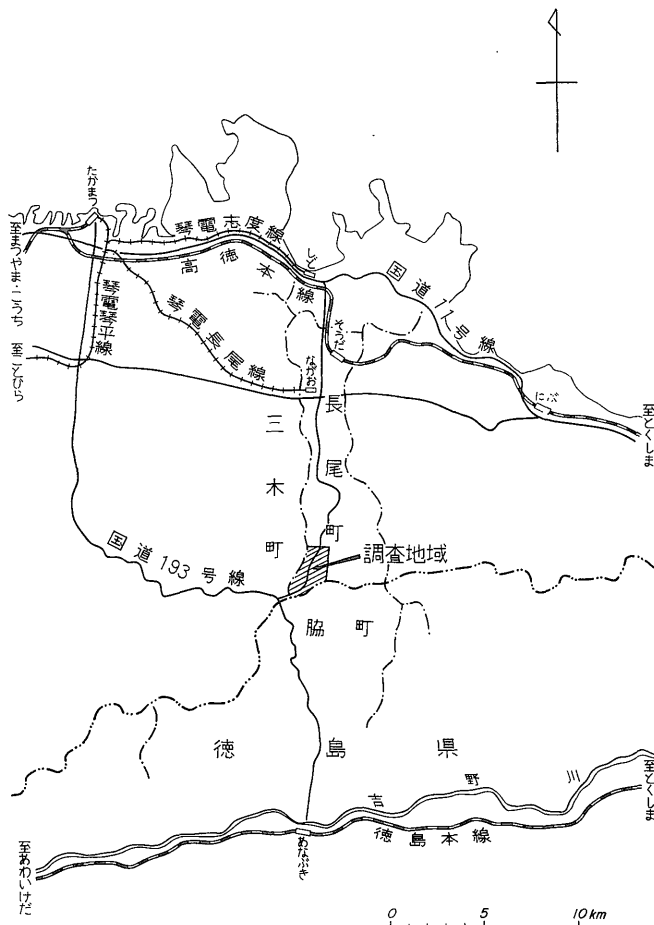 たかまつ
至まつやま・こうち
琴電志度線
しど
高徳本線
国道11号線
琴電琴平線
琴電長尾線
そうだ
至ことひら
ながお
にぶ
至とくしま
三木町
長尾町
調査地域
国道193号線
脇町
徳島県
吉野川
至とくしま
徳島本線
あなぶき
至あわいけだ
0 5 10km